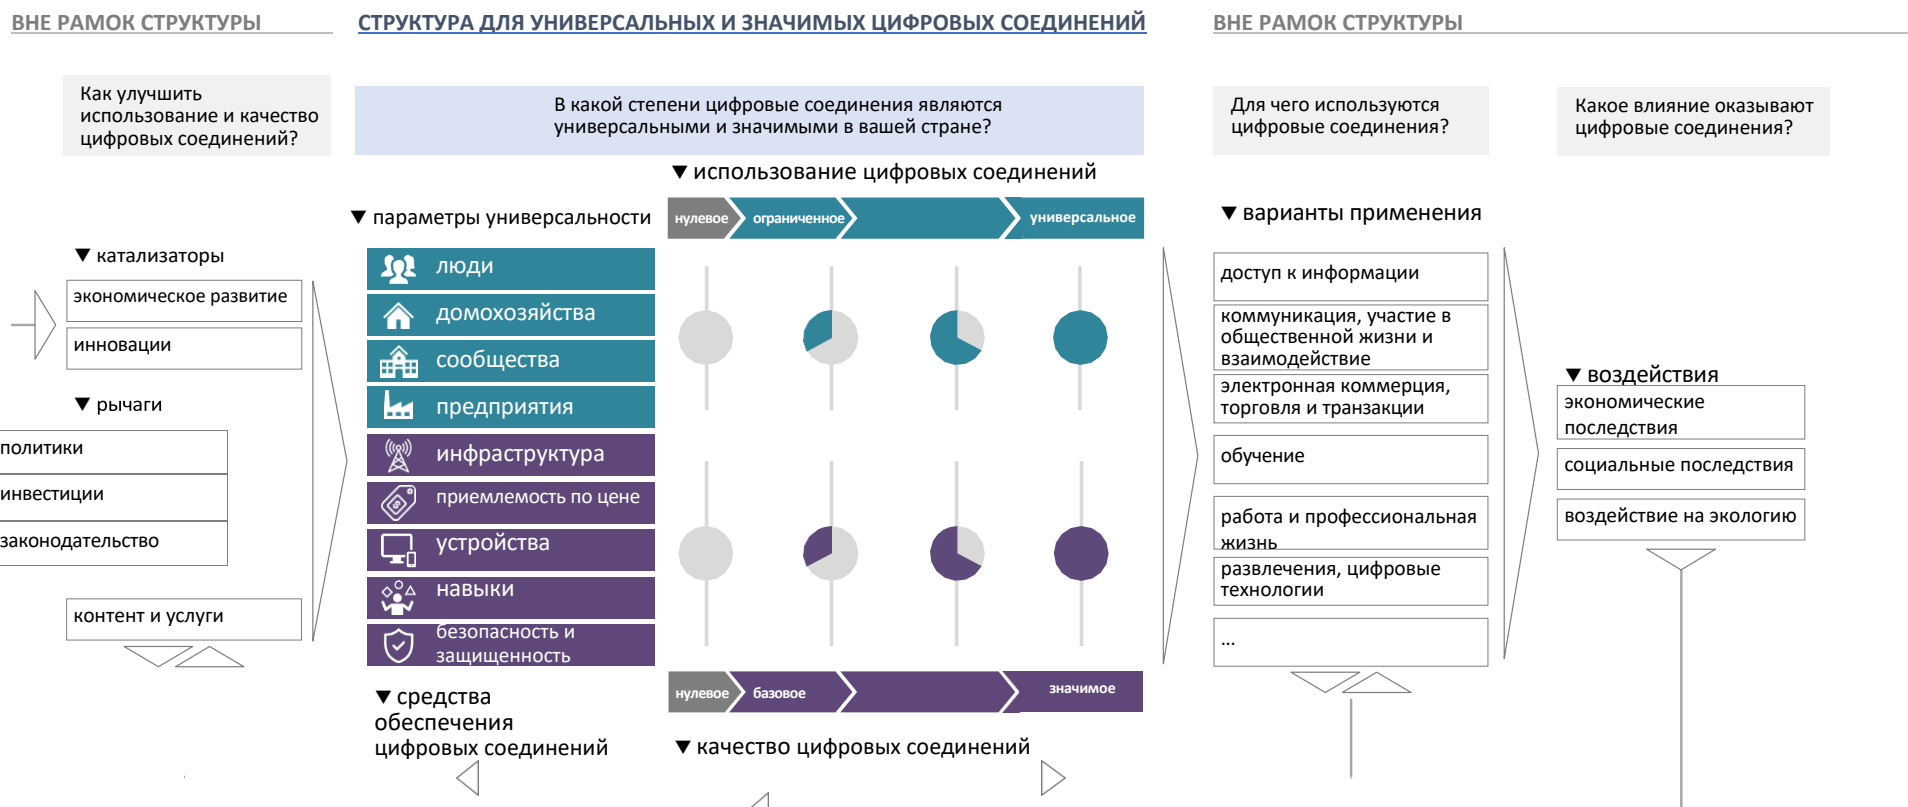 ВНЕ РАМОК СТРУКТУРЫ
СТРУКТУРА ДЛЯ УНИВЕРСАЛЬНЫХ И ЗНАЧИМЫХ ЦИФРОВЫХ СОЕДИНЕНИЙ
ВНЕ РАМОК СТРУКТУРЫ
Как улучшить
использование и качество
цифровых соединений?
В какой степени цифровые соединения являются
универсальными и значимыми в вашей стране?
Для чего используются
цифровые соединения?
Какое влияние оказывают
цифровые соединения?
▼ катализаторы
экономическое развитие
инновации
▼ рычаги
политики
инвестиции
законодательство
контент и услуги
▼ параметры универсальности
люди
домохозяйства
сообщества
предприятия
инфраструктура
приемлемость по цене
устройства
навыки
безопасность и
защищенность
▼ средства
обеспечения
цифровых соединений
▼ использование цифровых соединений
нулевое
ограниченное
универсальное
нулевое
базовое
значимое
▼ качество цифровых соединений
▼ варианты применения
доступ к информации
коммуникация, участие в
общественной жизни и
взаимодействие
электронная коммерция,
торговля и транзакции
обучение
работа и профессиональная
жизнь
развлечения, цифровые
технологии
...
▼ воздействия
экономические
последствия
социальные последствия
воздействие на экологию